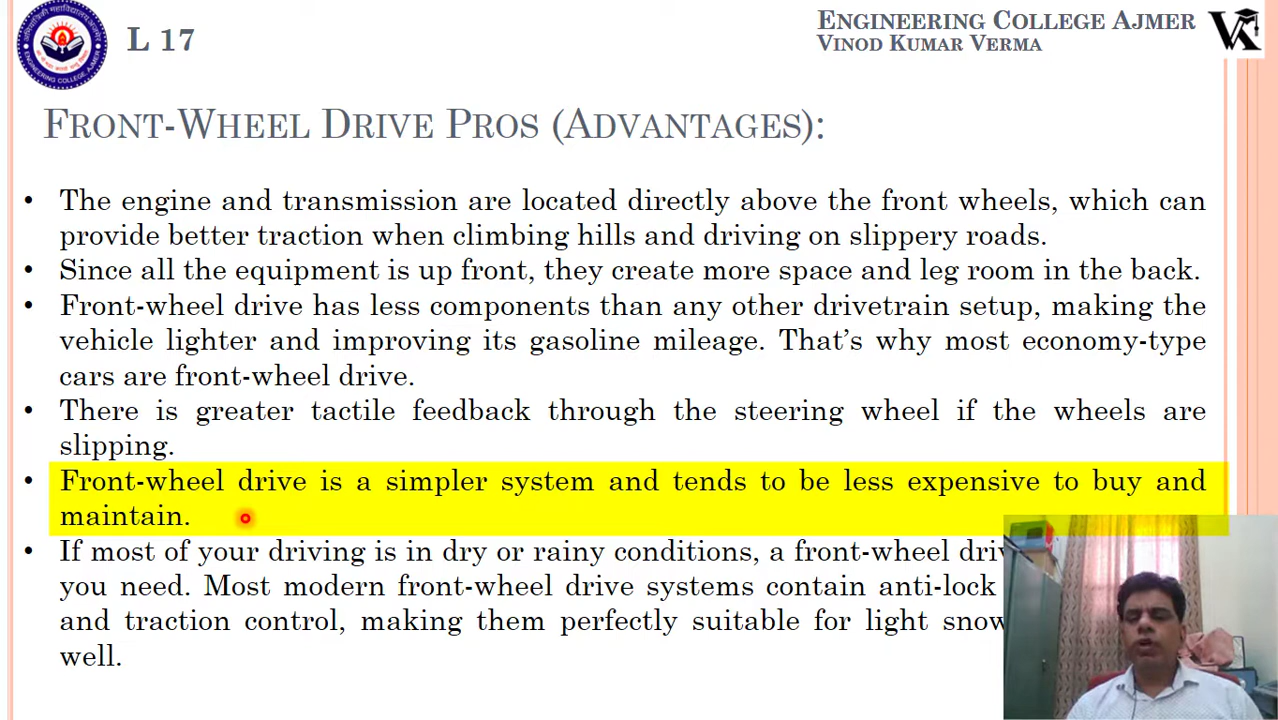 L 17
ENGINEERING COLLEGE AJMER
VINOD KUMAR VERMA
FRONT-WHEEL DRIVE PROS (ADVANTAGES):
• The engine and transmission are located directly above the front wheels, which can
provide better traction when climbing hills and driving on slippery roads.
• Since all the equipment is up front, they create more space and leg room in the back.
• Front-wheel drive has less components than any other drivetrain setup, making the
vehicle lighter and improving its gasoline mileage. That's why most economy-type
cars are front-wheel drive.
• There is greater tactile feedback through the steering wheel if the wheels are
slipping.
• Front-wheel drive is a simpler system and tends to be less expensive to buy and
maintain.
• If most of your driving is in dry or rainy conditions, a front-wheel
you need. Most modern front-wheel drive systems contain anti-lock
and traction control, making them perfectly suitable for light snow
well.